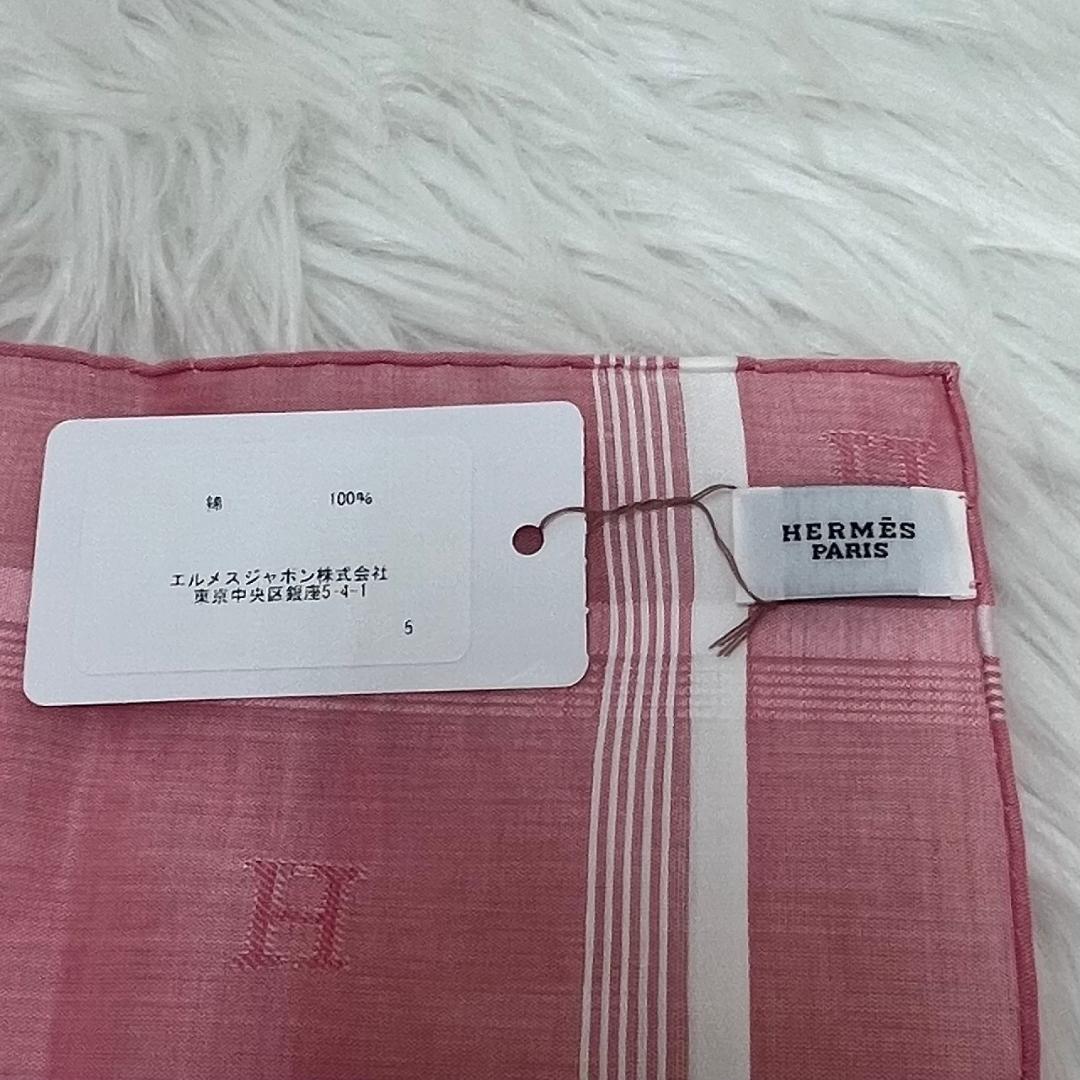 綿 100%
エルメスジャポン株式会社
東京中央区銀座5-4-1
5
HERMĒS
PARIS
H
H